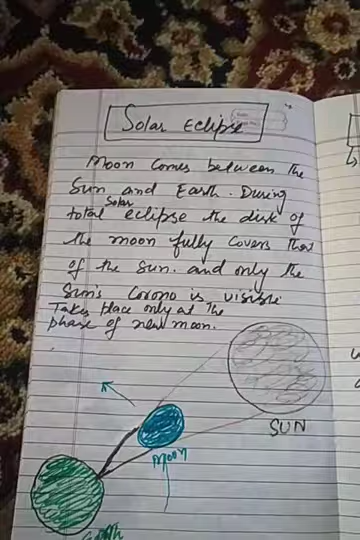 Solar Eclipse
Moon Comes between the
Sun and Earth. During
total Solar eclipse the disk of
the moon fully covers that
of the Sun. and only the
Sun's Corono is visible
Takes place only at the
phase of new moon.
SUN
Moon
Earth